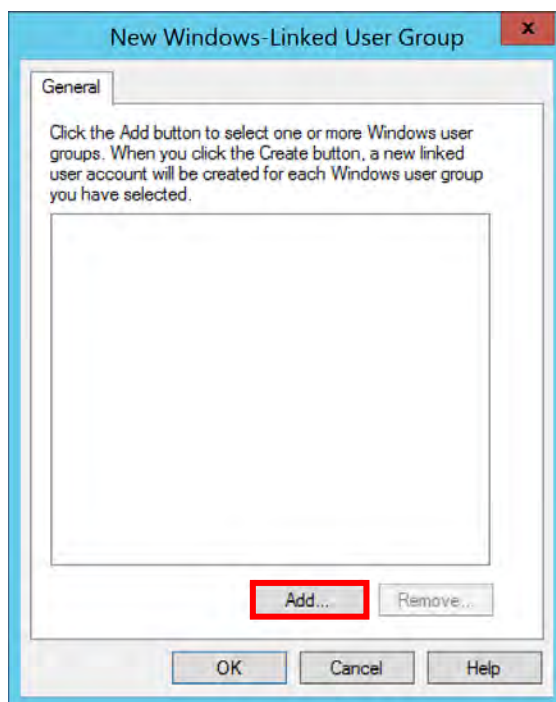 New Windows-Linked User Group
x
General
Click the Add button to select one or more Windows user
groups. When you click the Create button, a new linked
user account will be created for each Windows user group
you have selected.
Add...
Remove...
OK
Cancel
Help